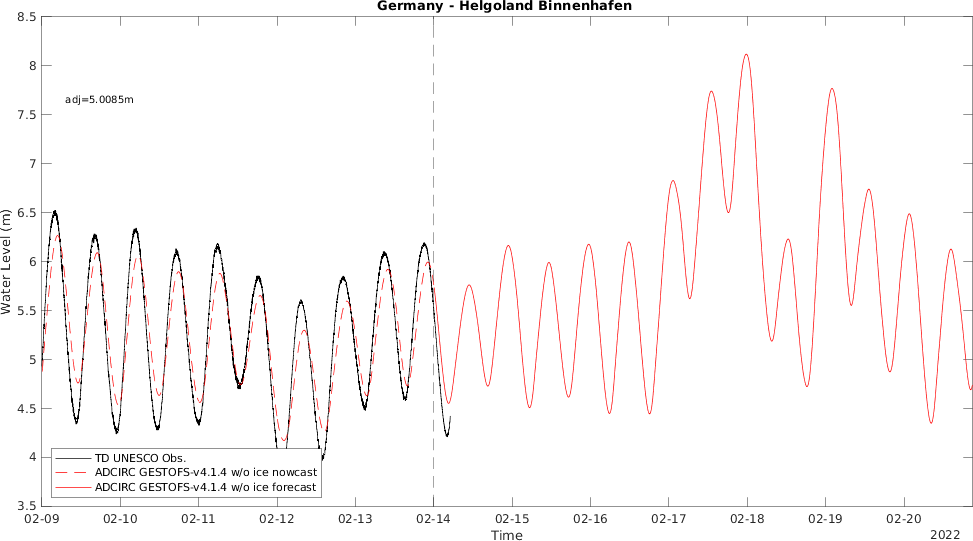 Germany - Helgoland Binnenhafen
8.5
8
7.5
7
6.5
6
5.5
5
4.5
4
3.5
Water Level (m)
adj=5.0085m
TD UNESCO Obs.
ADCIRC GESTOFS-v4.1.4 w/o ice nowcast
ADCIRC GESTOFS-v4.1.4 w/o ice forecast
02-09 02-10 02-11 02-12 02-13 02-14 02-15 02-16 02-17 02-18 02-19 02-20
Time
2022